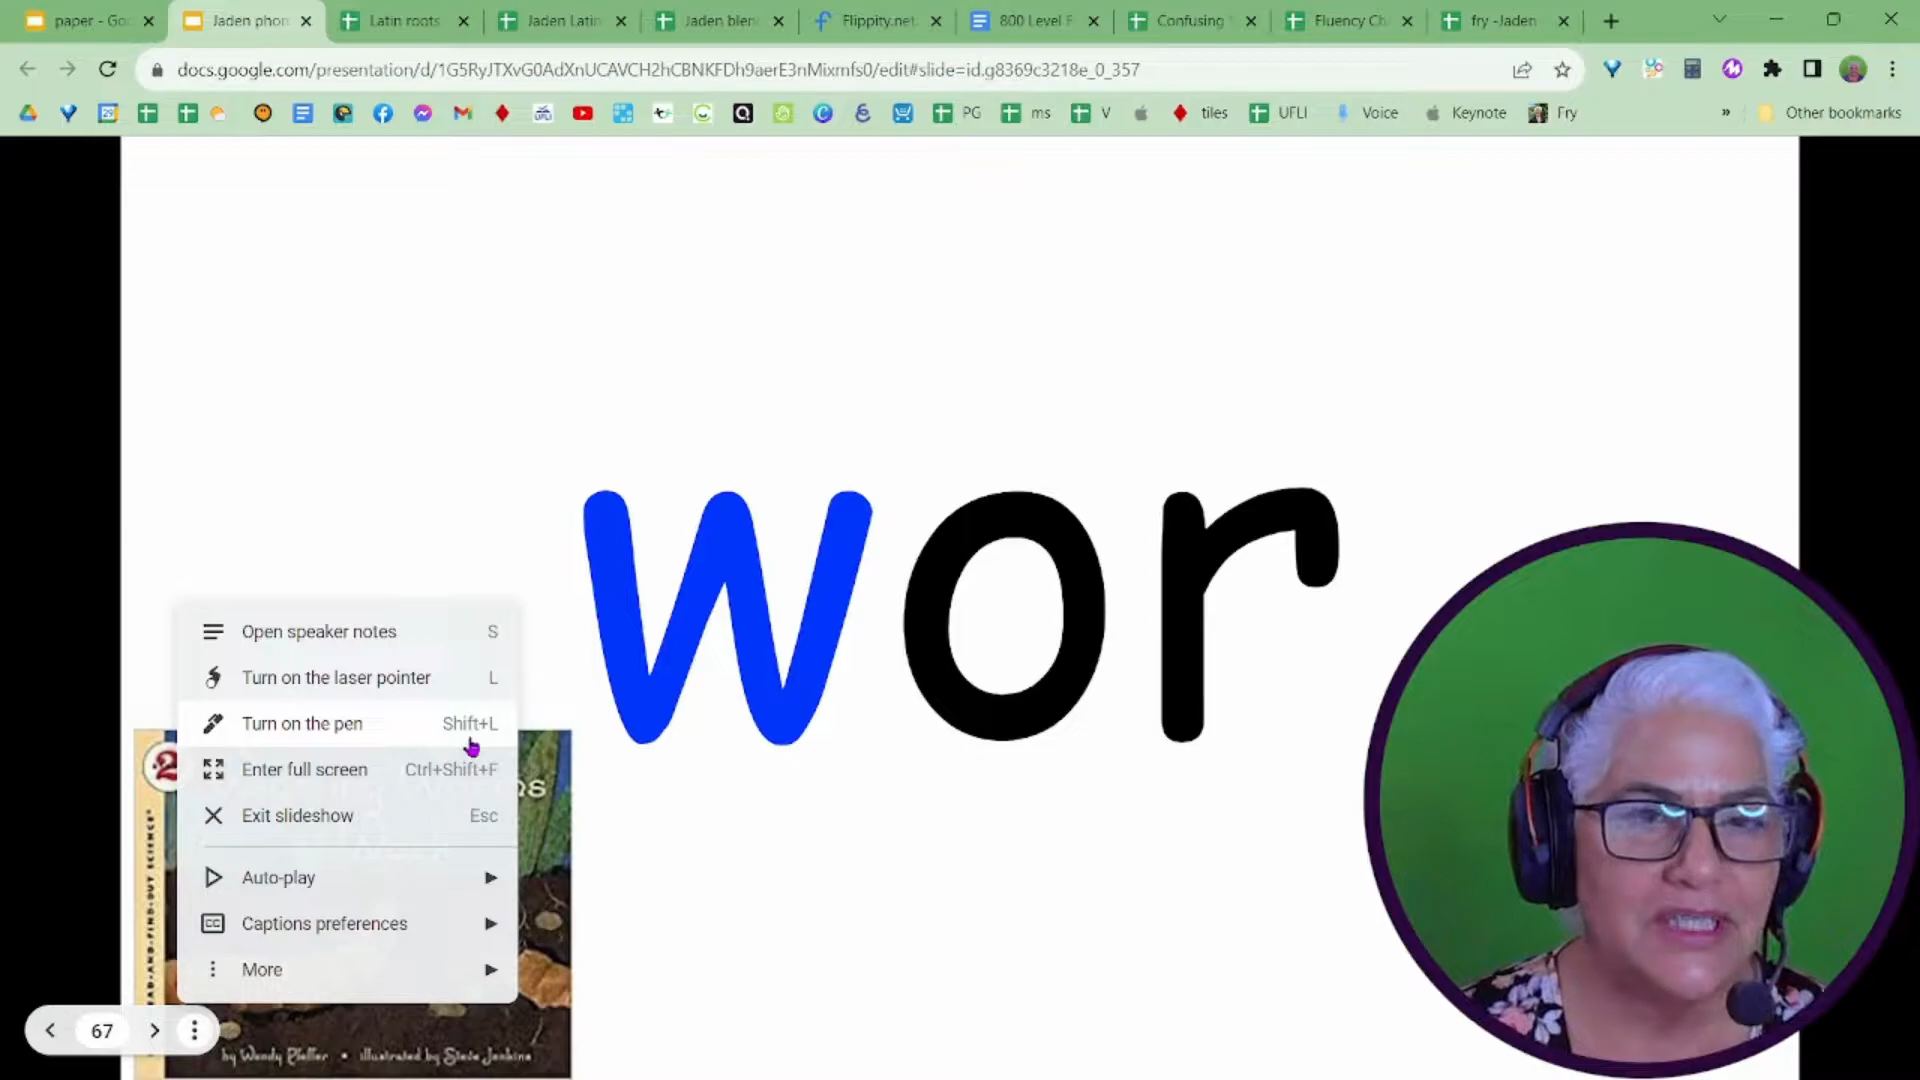 paper - Go
Jaden phon
Latin roots
Jaden Latin
Jaden blen
Flippity.net
800 Level F
Confusing
Fluency Ch
fry -Jaden
docs.google.com/presentation/d/1G5RyJTXvG0AdXnUCAVCH2hCBNKFDh9aerE3nMixmfs0/edit#slide=id.g8369c3218e_0_357
PG
ms
V
tiles
UFLI
Voice
Keynote
Fry
»
Other bookmarks
wor
Open speaker notes S
Turn on the laser pointer L
Turn on the pen Shift+L
Enter full screen Ctrl+Shift+F
Exit slideshow Esc
Auto-play
Captions preferences
More
2
67
by Wendy Pfeffer • illustrated by Steve Jenkins